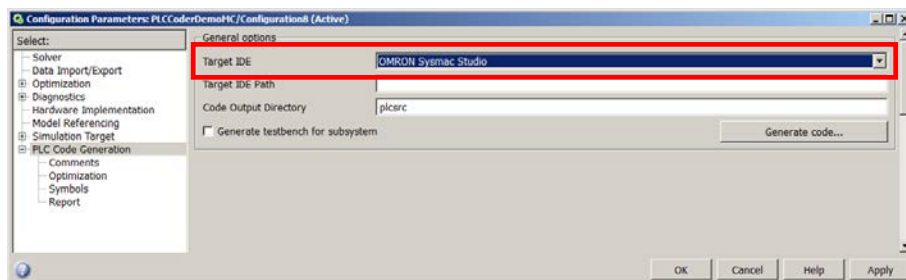 Configuration Parameters: PLCCoderDemoMC/Configuration8 (Active)
Select:
Solver
Data Import/Export
Optimization
Diagnostics
Hardware Implementation
Model Referencing
Simulation Target
PLC Code Generation
Comments
Optimization
Symbols
Report
General options
Target IDE
OMRON Sysmac Studio
Target IDE Path
Code Output Directory
plcsrc
Generate testbench for subsystem
Generate code...
OK
Cancel
Help
Apply